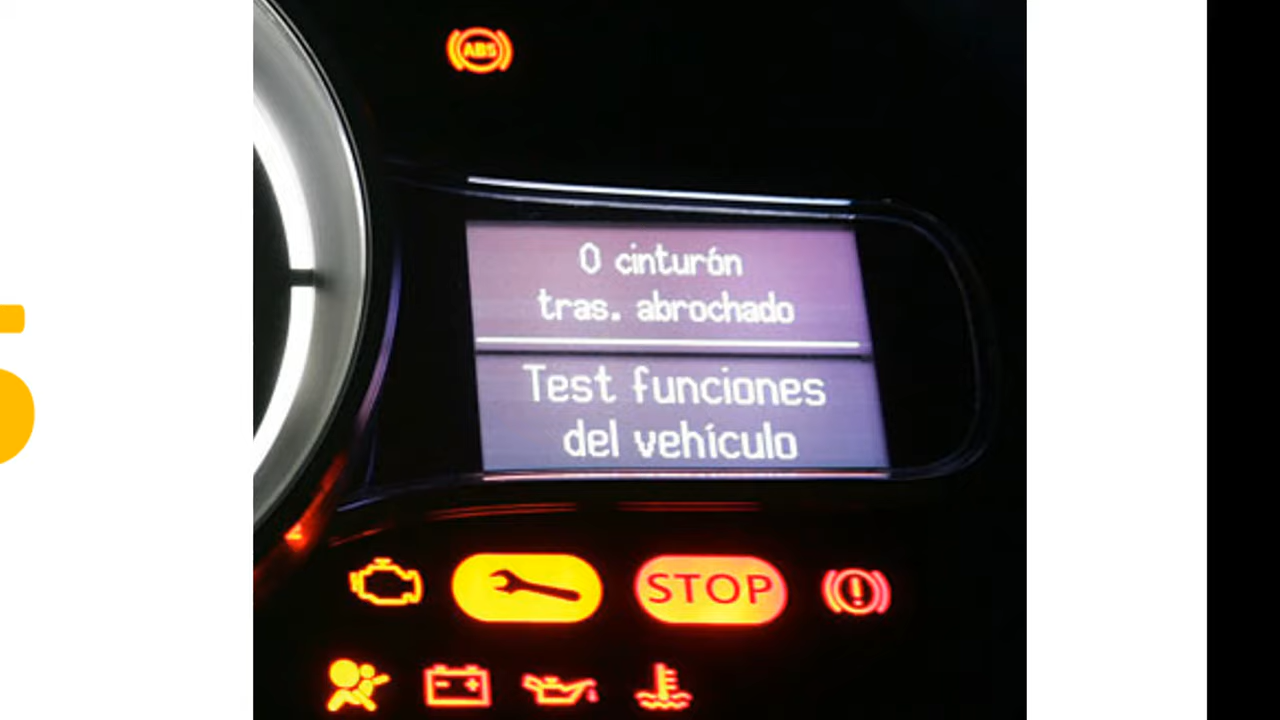 ABS
0 cinturón
tras. abrochado
Test funciones
del vehículo
STOP